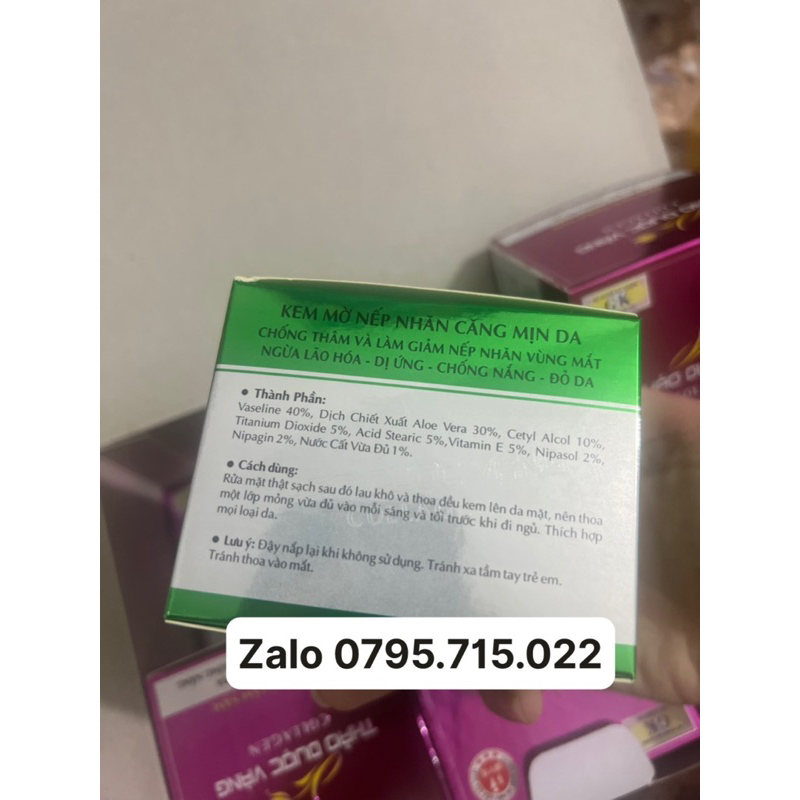 KEM MỜ NẾP NHĂN CĂNG MỊN DA
CHỐNG THÂM VÀ LÀM GIẢM NẾP NHĂN VÙNG MẮT
NGỪA LÃO HÓA - DỊ ỨNG - CHỐNG NẮNG - ĐỎ DA
• Thành Phần:
Vaseline 40%, Dịch Chiết Xuất Aloe Vera 30%, Cetyl Alcol 10%,
Titanium Dioxide 5%, Acid Stearic 5%,Vitamin E 5%, Nipasol 2%,
Nipagin 2%, Nước Cất Vừa Đủ 1%.
• Cách dùng:
Rửa mặt thật sạch sau đó lau khô và thoa đều kem lên da mặt, nên thoa
một lớp mỏng vừa đủ vào mỗi sáng và tối trước khi đi ngủ. Thích hợp
mọi loại da.
• Lưu ý: Đậy nắp lại khi không sử dụng. Tránh xa tầm tay trẻ em.
Tránh thoa vào mắt.
Zalo 0795.715.022
THẢO DƯỢC VÀNG
COLLAGEN